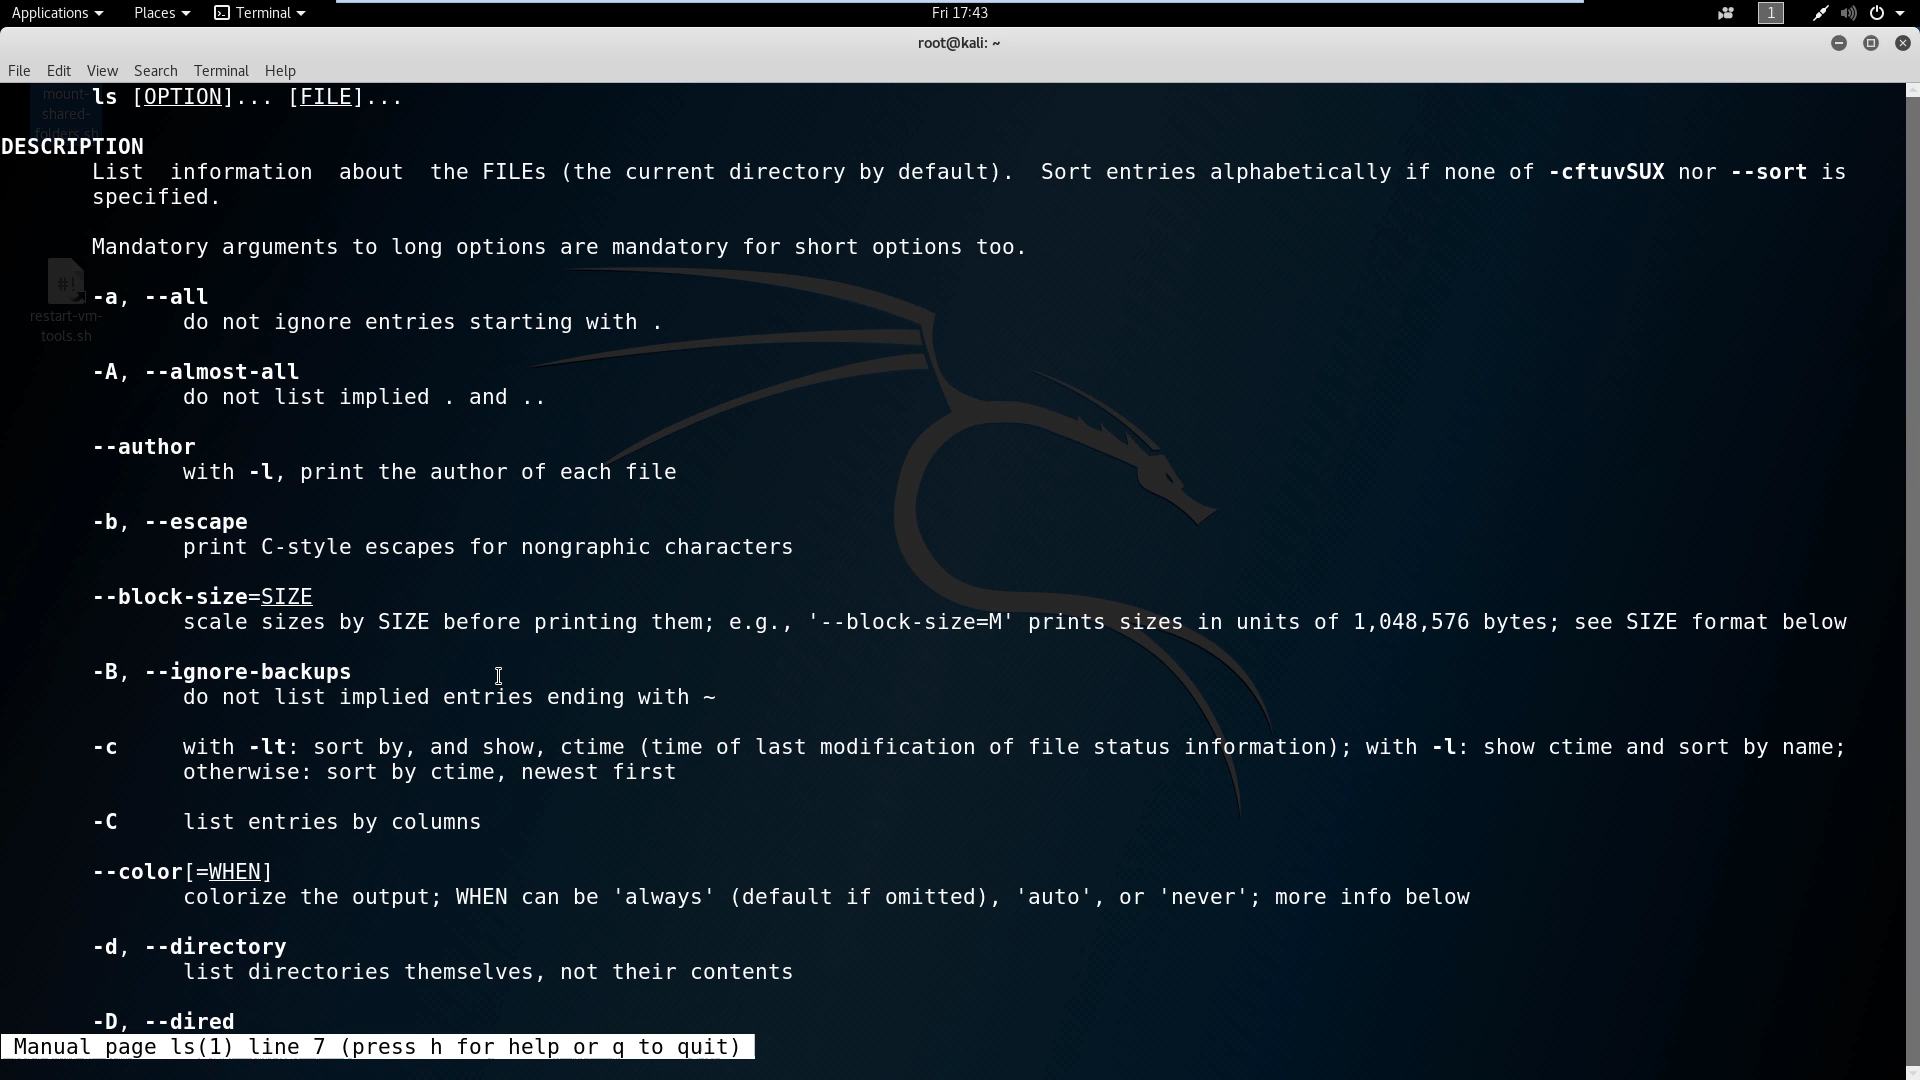 Applications Places Terminal Fri 17:43 1
root@kali: ~
File Edit View Search Terminal Help
mount-
shared-
folders.sh
restart-vm-
tools.sh
ls [OPTION]... [FILE]...
DESCRIPTION
List information about the FILEs (the current directory by default). Sort entries alphabetically if none of -cftuvSUX nor --sort is
specified.
Mandatory arguments to long options are mandatory for short options too.
-a, --all
do not ignore entries starting with .
-A, --almost-all
do not list implied . and ..
--author
with -l, print the author of each file
-b, --escape
print C-style escapes for nongraphic characters
--block-size=SIZE
scale sizes by SIZE before printing them; e.g., '--block-size=M' prints sizes in units of 1,048,576 bytes; see SIZE format below
-B, --ignore-backups
do not list implied entries ending with ~
-c with -lt: sort by, and show, ctime (time of last modification of file status information); with -l: show ctime and sort by name;
otherwise: sort by ctime, newest first
-C list entries by columns
--color[=WHEN]
colorize the output; WHEN can be 'always' (default if omitted), 'auto', or 'never'; more info below
-d, --directory
list directories themselves, not their contents
-D, --dired
Manual page ls(1) line 7 (press h for help or q to quit)